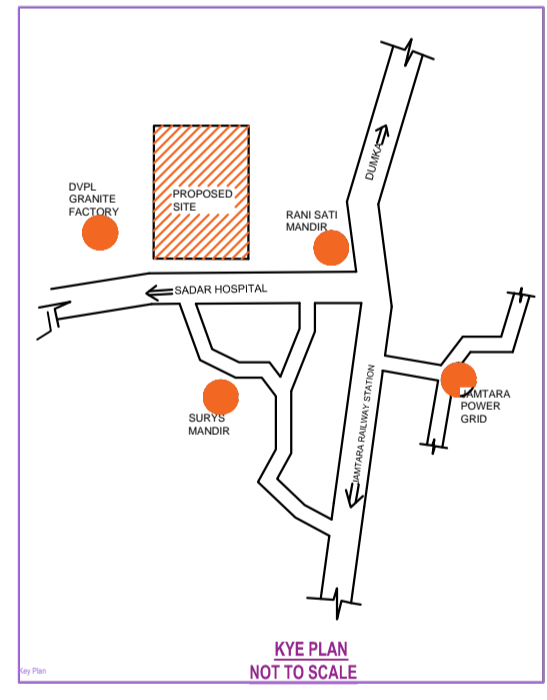 DUMKA
DVPL
GRANITE
FACTORY
PROPOSED
SITE
RANI SATI
MANDIR
SADAR HOSPITAL
JAMTARA RAILWAY STATION
JAMTARA
POWER
GRID
SURYS
MANDIR
KYE PLAN
NOT TO SCALE
Key Plan